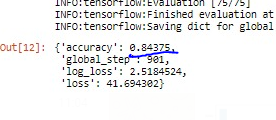 INFO:tensorflow:Evaluation [75/75]
INFO:tensorflow:Finished evaluation at
INFO:tensorflow:Saving dict for global
Out[12]: {'accuracy': 0.84375,
'global_step': 901,
'log_loss': 2.5184524,
'loss': 41.694302}